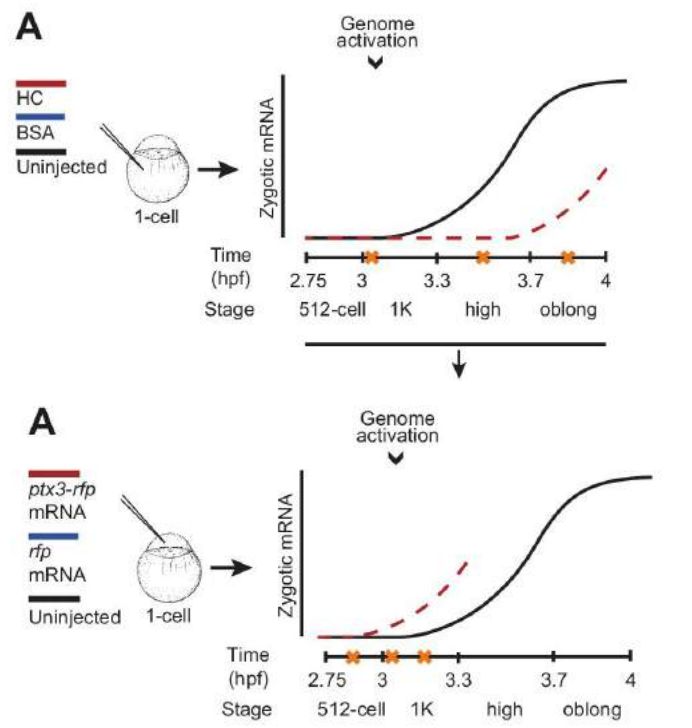 A
Genome
activation
HC
BSA
Uninjected
1-cell
Zygotic mRNA
Time
(hpf)
2.75 3 3.3 3.7 4
Stage 512-cell 1K high oblong
A
Genome
activation
ptx3-rfp
mRNA
rfp
mRNA
Uninjected
1-cell
Zygotic mRNA
Time
(hpf)
2.75 3 3.3 3.7 4
Stage 512-cell 1K high oblong